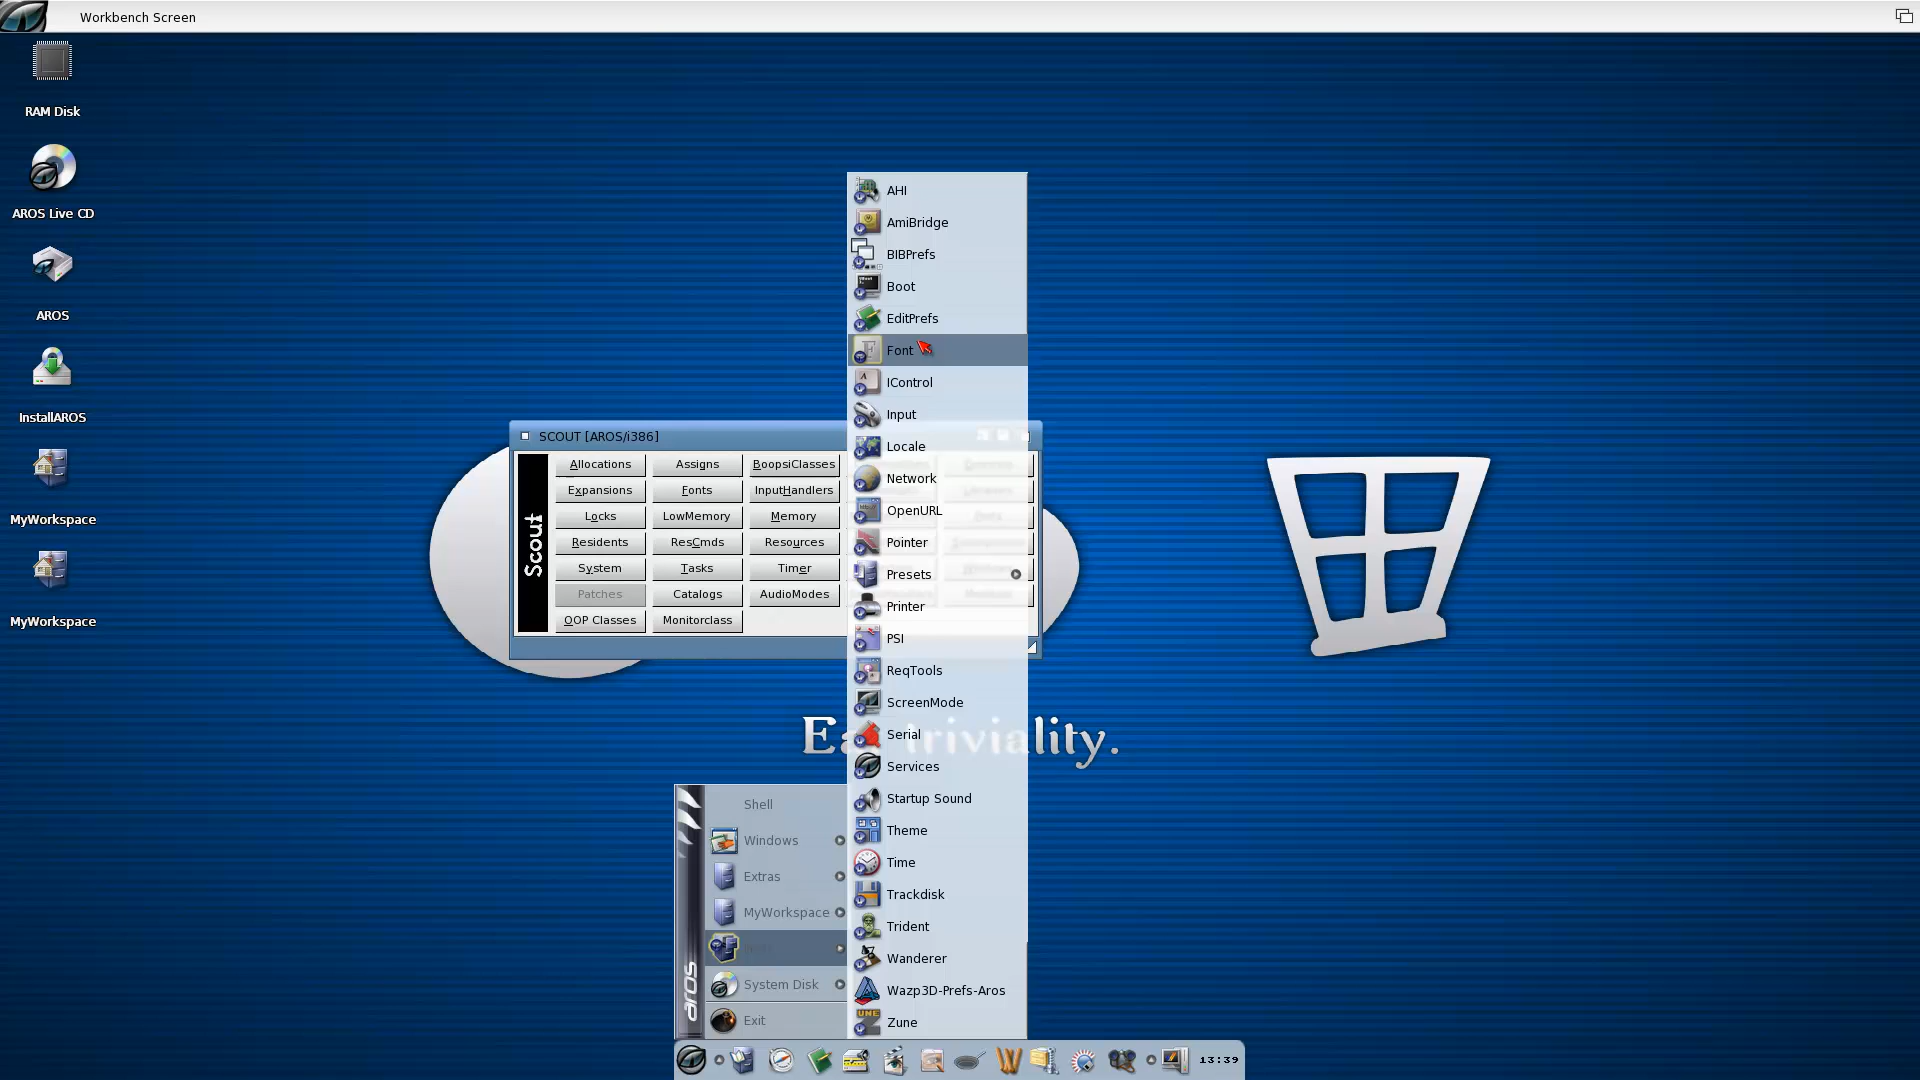 Workbench Screen
RAM Disk
AROS Live CD
AROS
InstallAROS
MyWorkspace
MyWorkspace
AHI
AmiBridge
BIBPrefs
Boot
EditPrefs
Font
IControl
Input
Locale
Network
OpenURL
Pointer
Presets
Printer
PSI
ReqTools
ScreenMode
Serial
Services
Startup Sound
Theme
Time
Trackdisk
Trident
Wanderer
Wazp3D-Prefs-Aros
Zune
SCOUT [AROS/i386]
Scout
Allocations Assigns BoopsiClasses
Expansions Fonts InputHandlers
Locks LowMemory Memory
Residents ResCmds Resources
System Tasks Timer
Patches Catalogs AudioModes
OOP Classes Monitorclass
triviality.
Shell
Windows
Extras
MyWorkspace
System Disk
Exit
aros
13:39